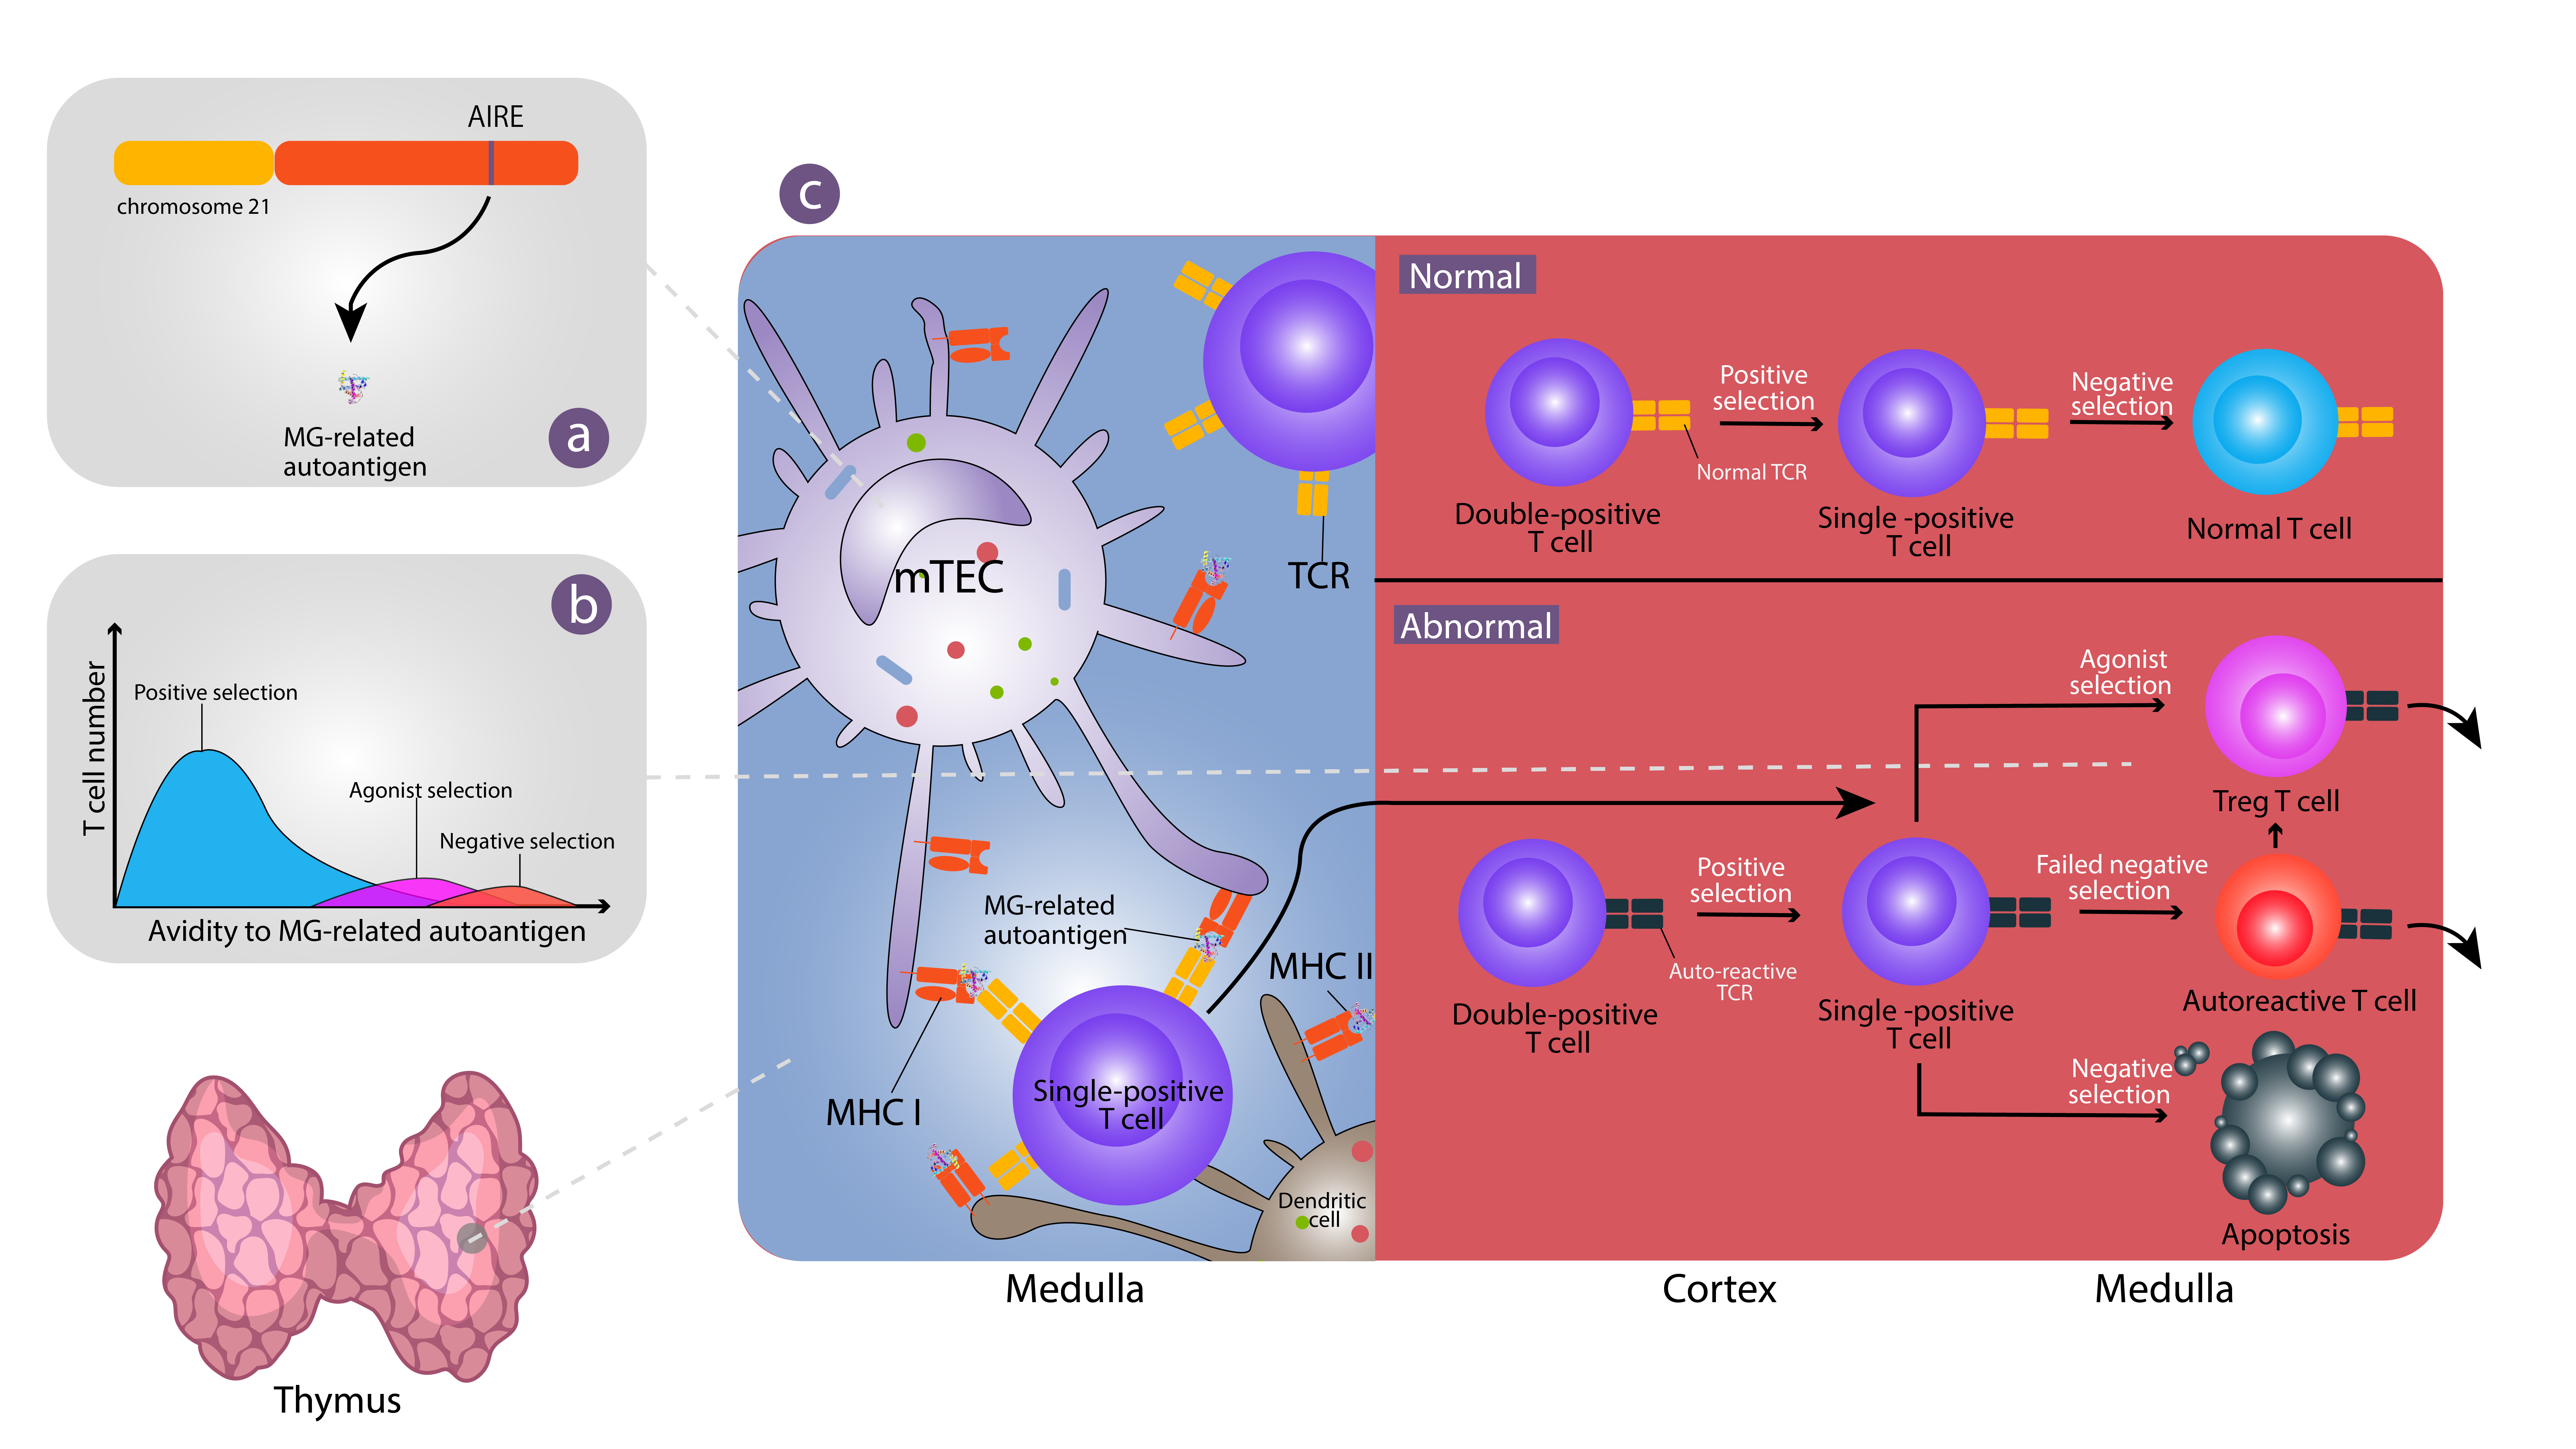 AIRE
chromosome 21
MG-related
autoantigen
a
b
T cell number
Positive selection
Agonist selection
Negative selection
Avidity to MG-related autoantigen
Thymus
c
mTEC
TCR
MG-related
autoantigen
MHC II
MHC I
Single-positive
T cell
Dendritic
cell
Medulla
Normal
Positive
selection
Negative
selection
Normal TCR
Double-positive
T cell
Single -positive
T cell
Normal T cell
Abnormal
Agonist
selection
Treg T cell
Positive
selection
Failed negative
selection
Auto-reactive
TCR
Double-positive
T cell
Single -positive
T cell
Autoreactive T cell
Negative
selection
Apoptosis
Cortex
Medulla